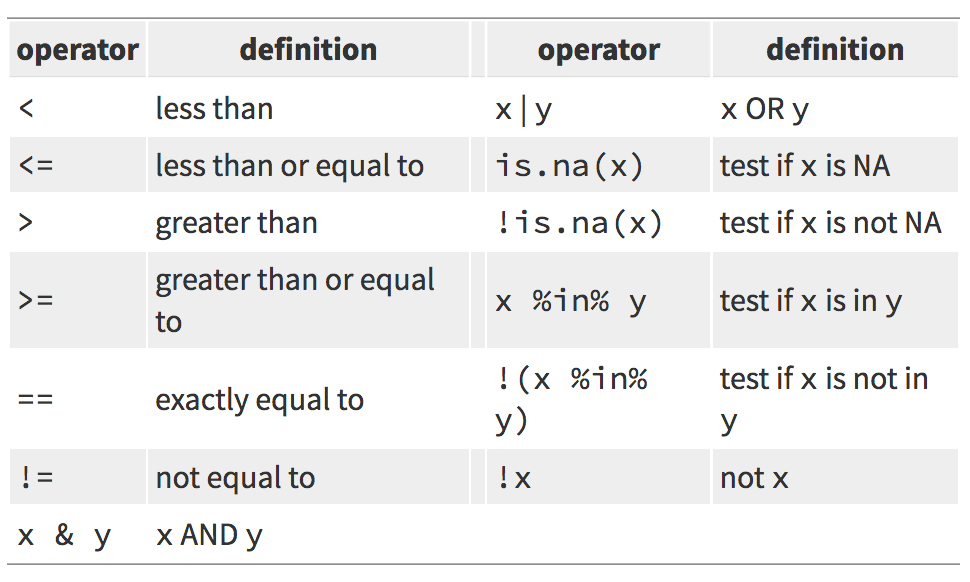 operator definition operator definition
< less than x | y x OR y
<= less than or equal to is.na(x) test if x is NA
> greater than !is.na(x) test if x is not NA
>= greater than or equal
to x %in% y test if x is in y
== exactly equal to !(x %in%
y) test if x is not in
y
!= not equal to !x not x
x & y x AND y